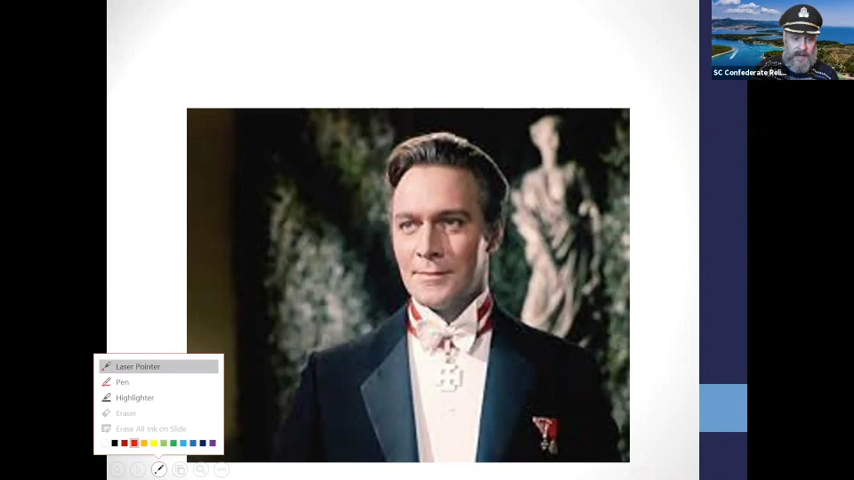 SC Confederate Reli...
Laser Pointer
Pen
Highlighter
Eraser
Erase All Ink on Slide